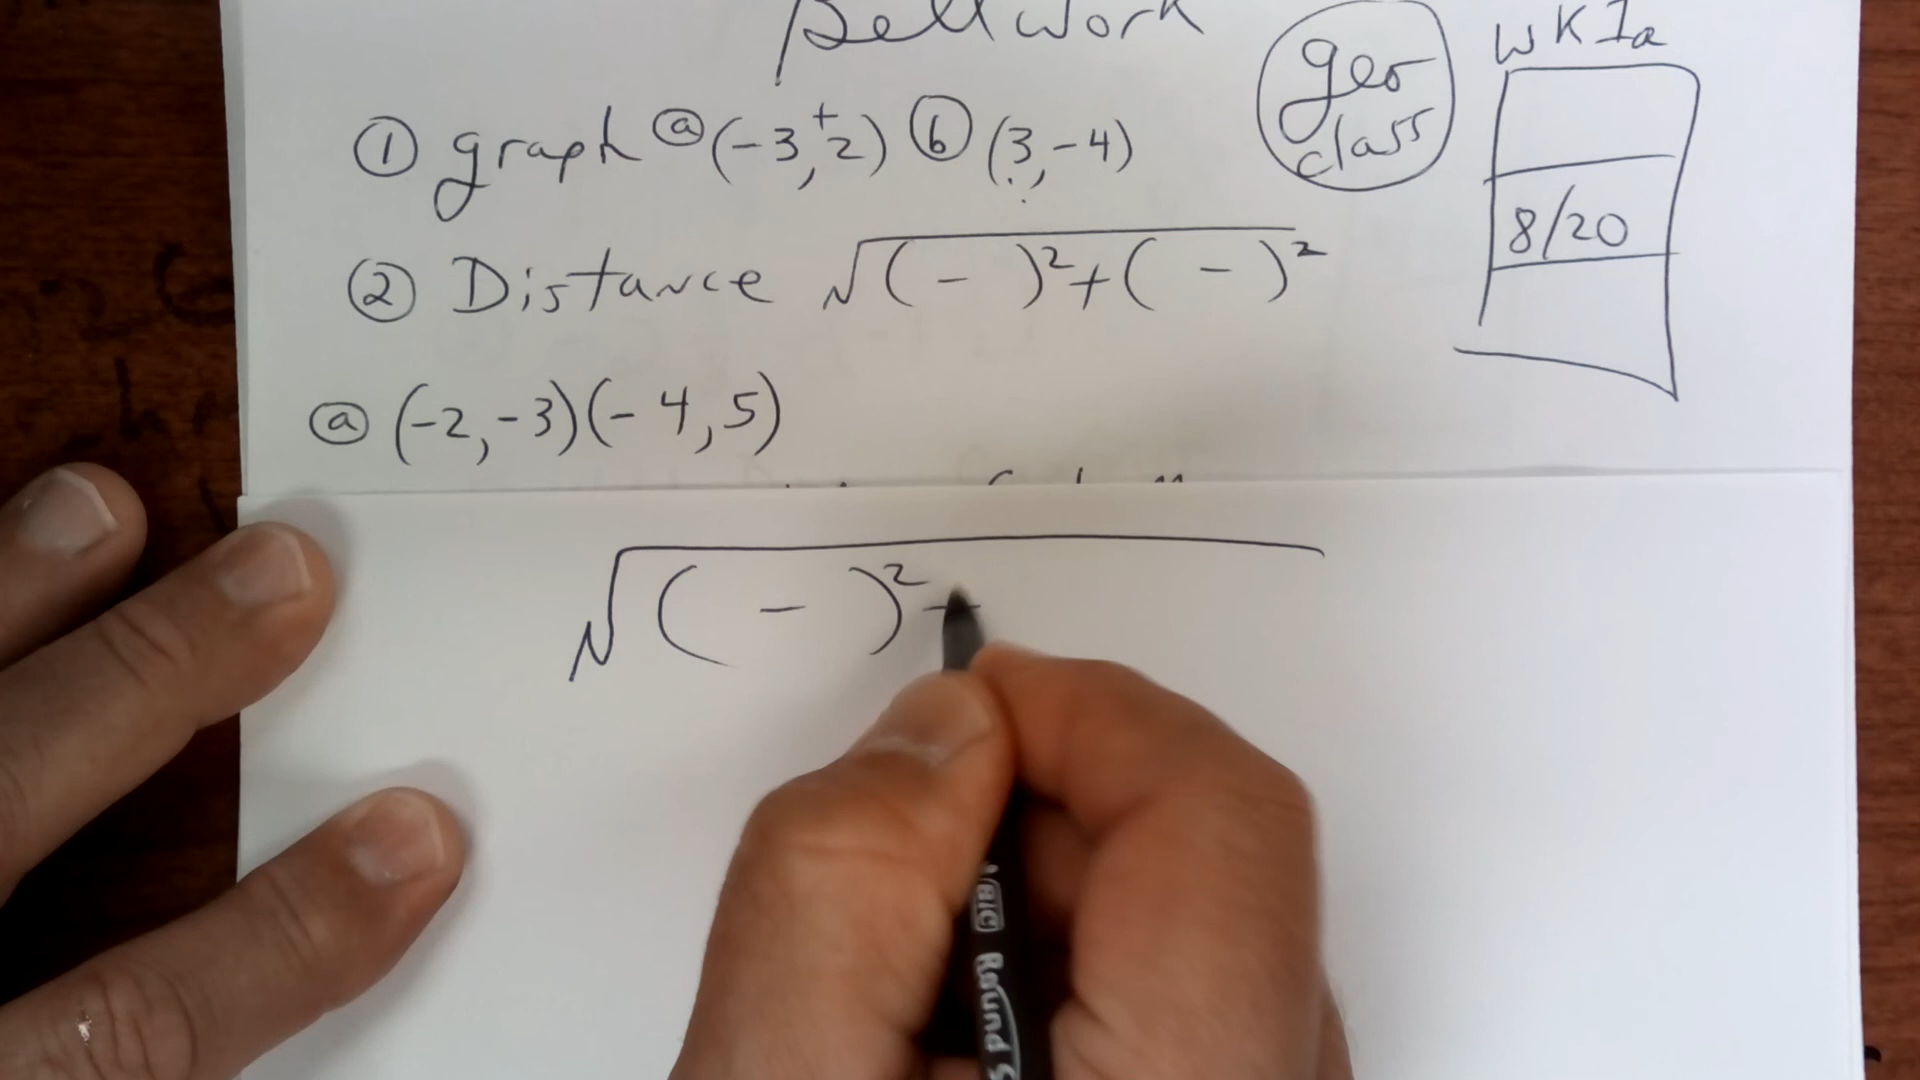 Bellwork
geo
class
WK 1a
8/20
① graph ⓐ (-3,+2) ⓑ (3,-4)
② Distance √( - )²+( - )²
ⓐ (-2,-3)(-4,5)
√( - )²+
BIC Round S